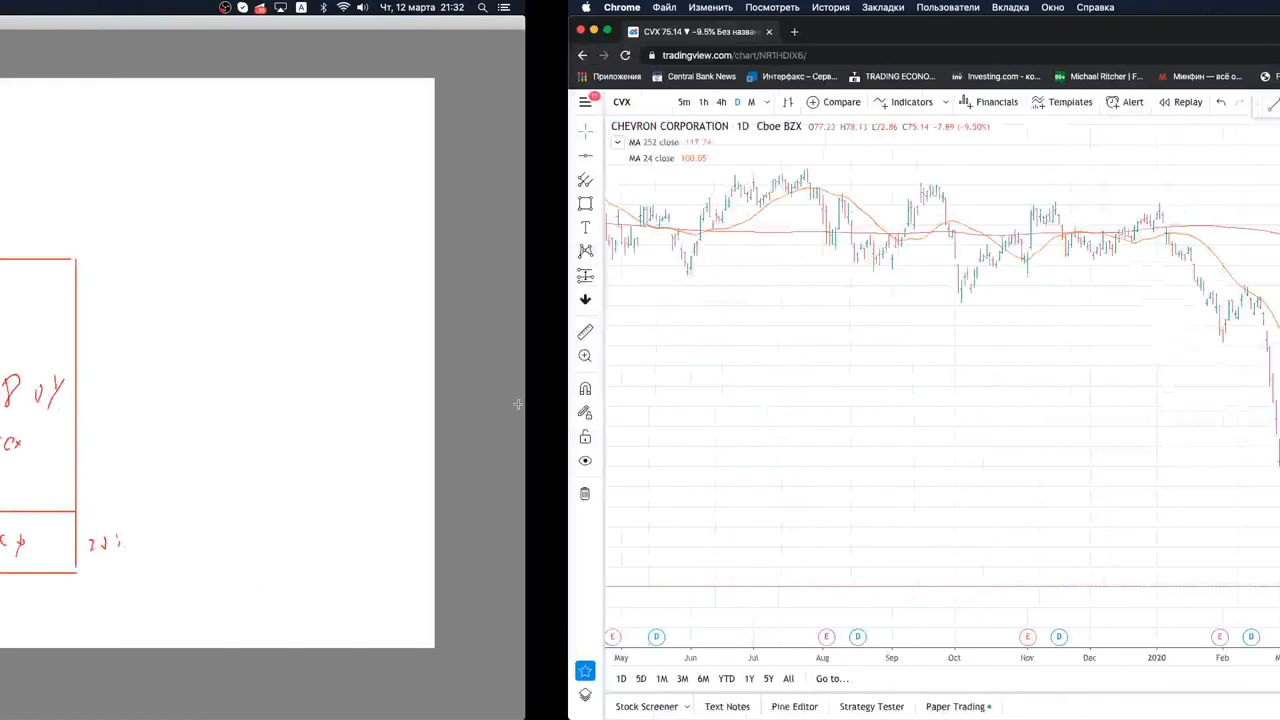 Чт, 12 марта 21:32
Chrome Файл Изменить Посмотреть История Закладки Пользователи Вкладка Окно Справка
CVX 75.14 ▼ −9.5% Без назван
tradingview.com/chart/NR1HDIX6/
Приложения Central Bank News Интерфакс – Серв... TRADING ECONO... Investing.com - ко... Michael Ritcher | F... Минфин — всё о...
CVX 5m 1h 4h D M Compare Indicators Financials Templates Alert Replay
CHEVRON CORPORATION 1D Cboe BZX O77.23 H78.13 L72.86 C75.14 −7.89 (−9.50%)
MA 252 close 117.74
MA 24 close 100.05
E D E D E D E D
May Jun Jul Aug Sep Oct Nov Dec 2020 Feb
1D 5D 1M 3M 6M YTD 1Y 5Y All Go to...
Stock Screener Text Notes Pine Editor Strategy Tester Paper Trading